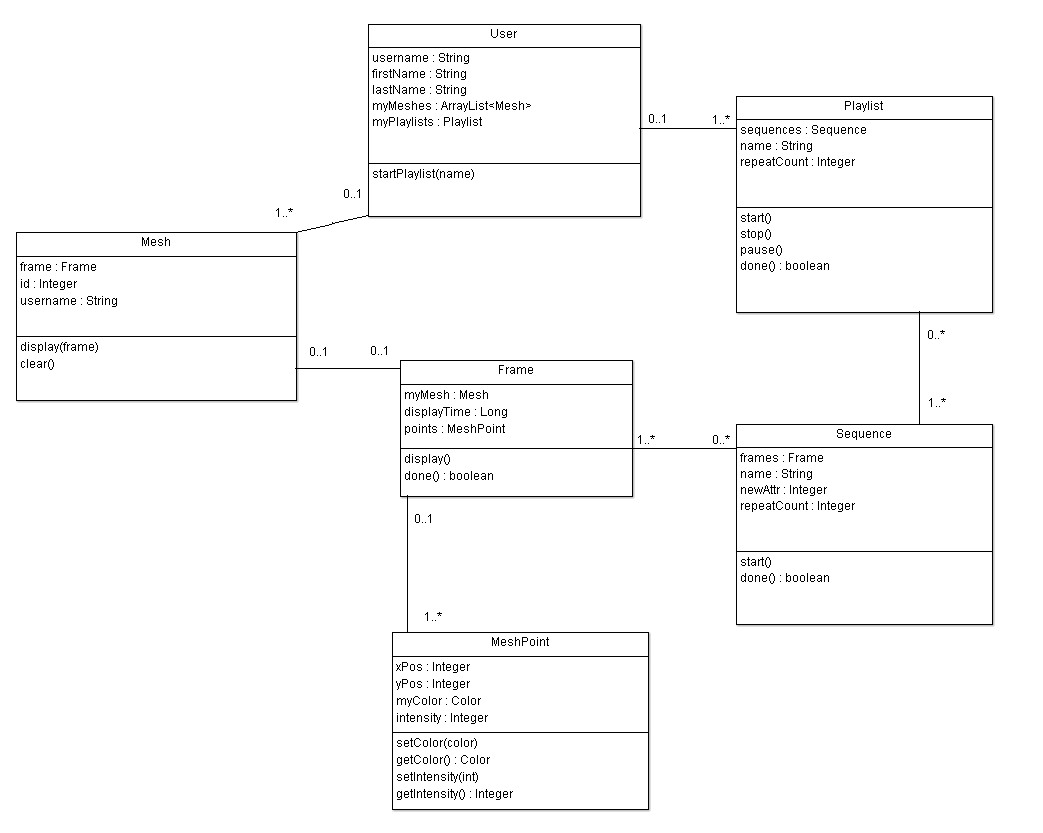 User
username : String
firstName : String
lastName : String
myMeshes : ArrayList<Mesh>
myPlaylists : Playlist
startPlaylist(name)
0..1
1..*
Playlist
sequences : Sequence
name : String
repeatCount : Integer
start()
stop()
pause()
done() : boolean
0..1
1..*
Mesh
frame : Frame
id : Integer
username : String
display(frame)
clear()
0..1
0..1
Frame
myMesh : Mesh
displayTime : Long
points : MeshPoint
display()
done() : boolean
0..*
1..*
1..*
0..*
Sequence
frames : Frame
name : String
newAttr : Integer
repeatCount : Integer
start()
done() : boolean
0..1
1..*
MeshPoint
xPos : Integer
yPos : Integer
myColor : Color
intensity : Integer
setColor(color)
getColor() : Color
setIntensity(int)
getIntensity() : Integer